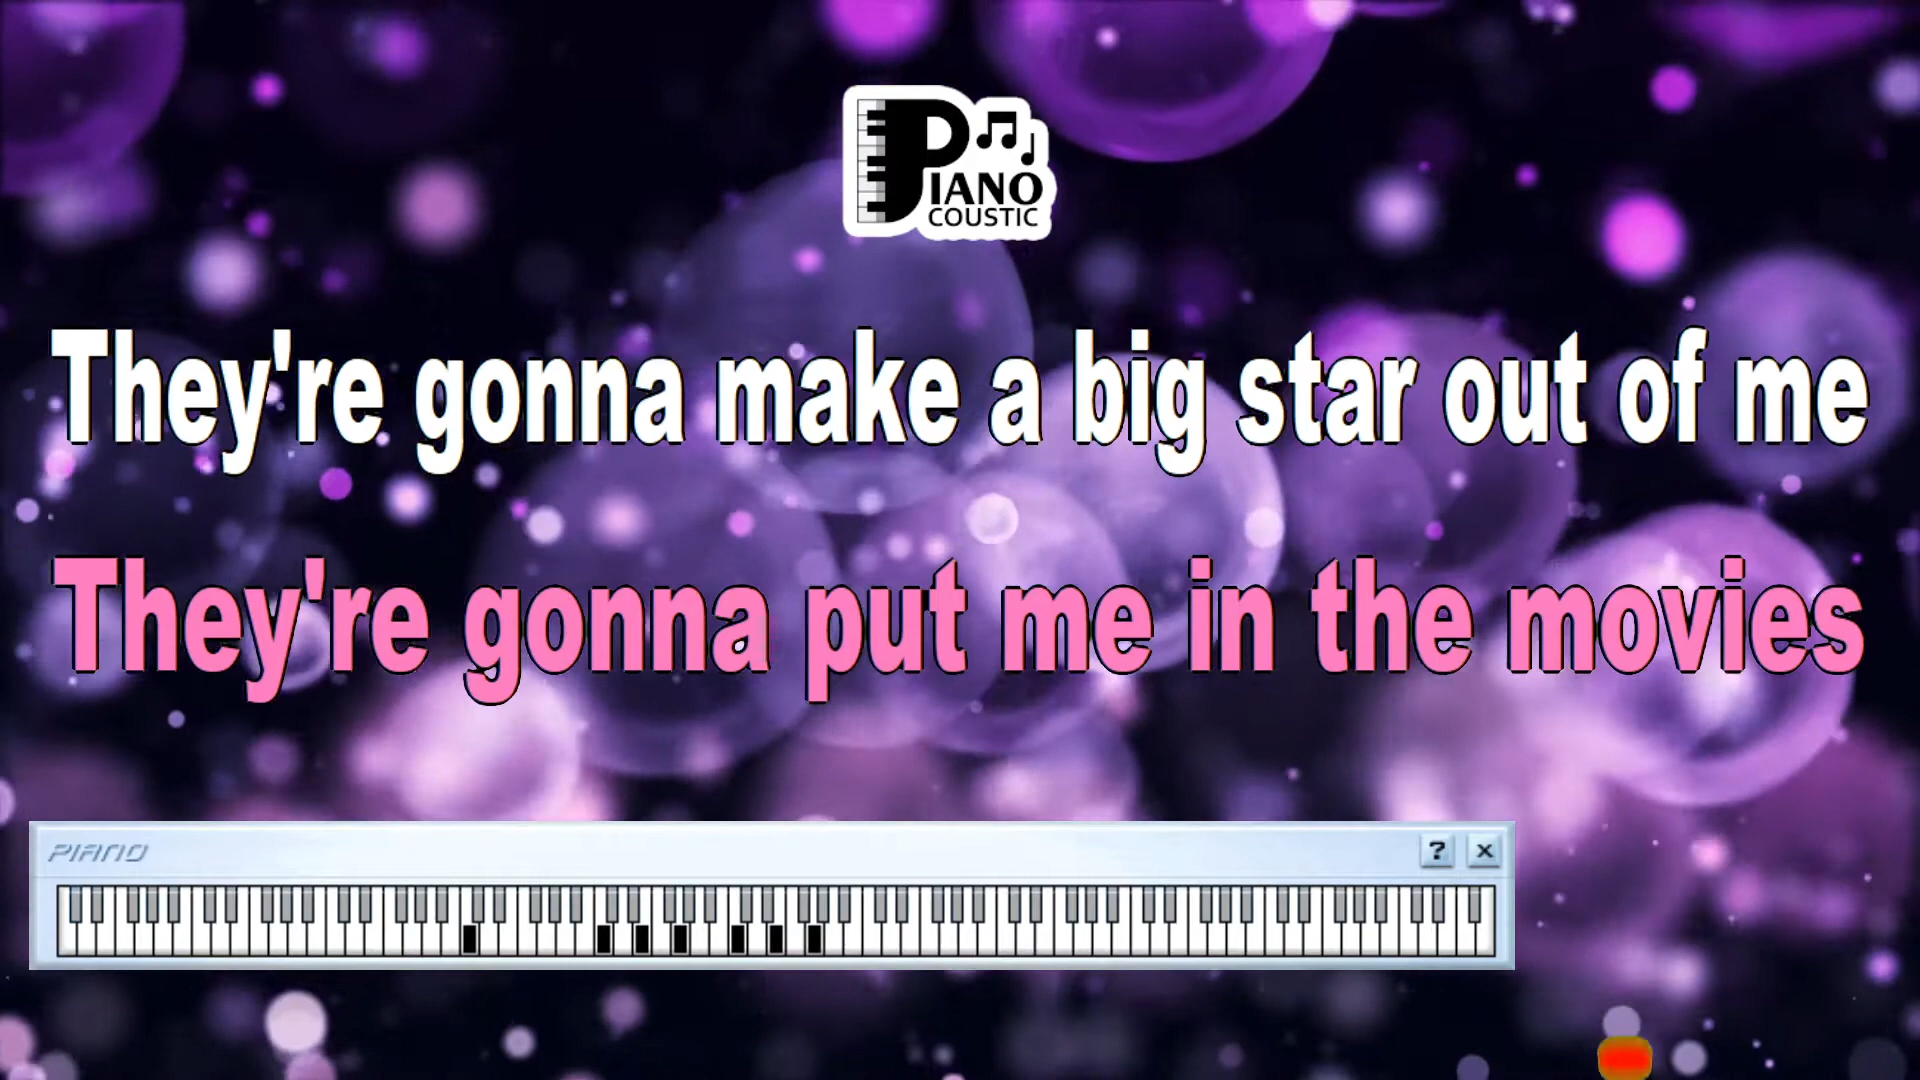 PIANO
COUSTIC
They're gonna make a big star out of me
They're gonna put me in the movies
PIANO
? X